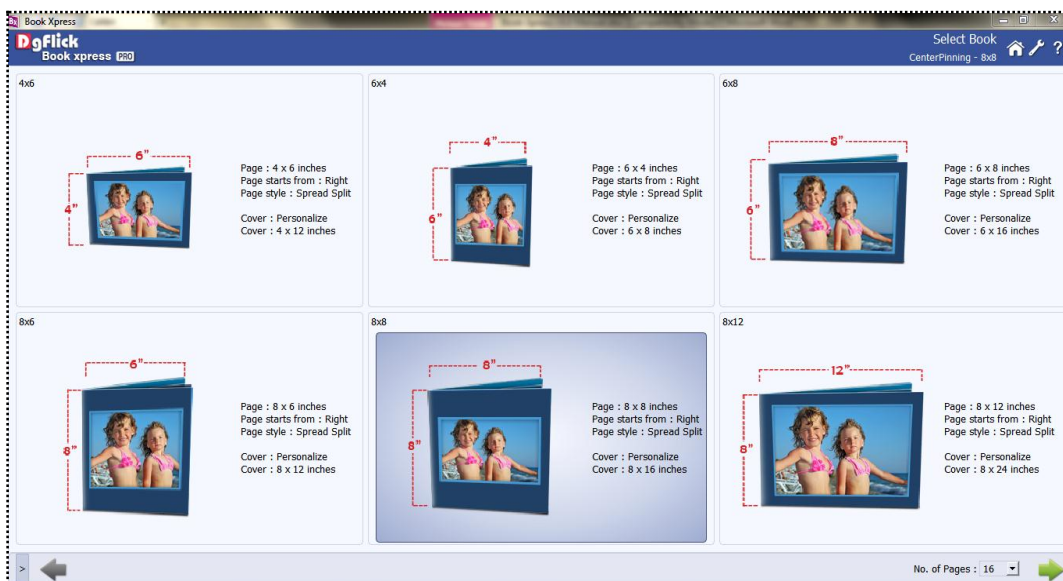 Book Xpress
DgFlick
Book xpress PRO
Select Book
CenterPinning - 8x8
?
4x6
6"
4"
Page : 4 x 6 inches
Page starts from : Right
Page style : Spread Split
Cover : Personalize
Cover : 4 x 12 inches
6x4
4"
6"
Page : 6 x 4 inches
Page starts from : Right
Page style : Spread Split
Cover : Personalize
Cover : 6 x 8 inches
6x8
8"
6"
Page : 6 x 8 inches
Page starts from : Right
Page style : Spread Split
Cover : Personalize
Cover : 6 x 16 inches
8x6
6"
8"
Page : 8 x 6 inches
Page starts from : Right
Page style : Spread Split
Cover : Personalize
Cover : 8 x 12 inches
8x8
8"
8"
Page : 8 x 8 inches
Page starts from : Right
Page style : Spread Split
Cover : Personalize
Cover : 8 x 16 inches
8x12
12"
8"
Page : 8 x 12 inches
Page starts from : Right
Page style : Spread Split
Cover : Personalize
Cover : 8 x 24 inches
>
No. of Pages : 16